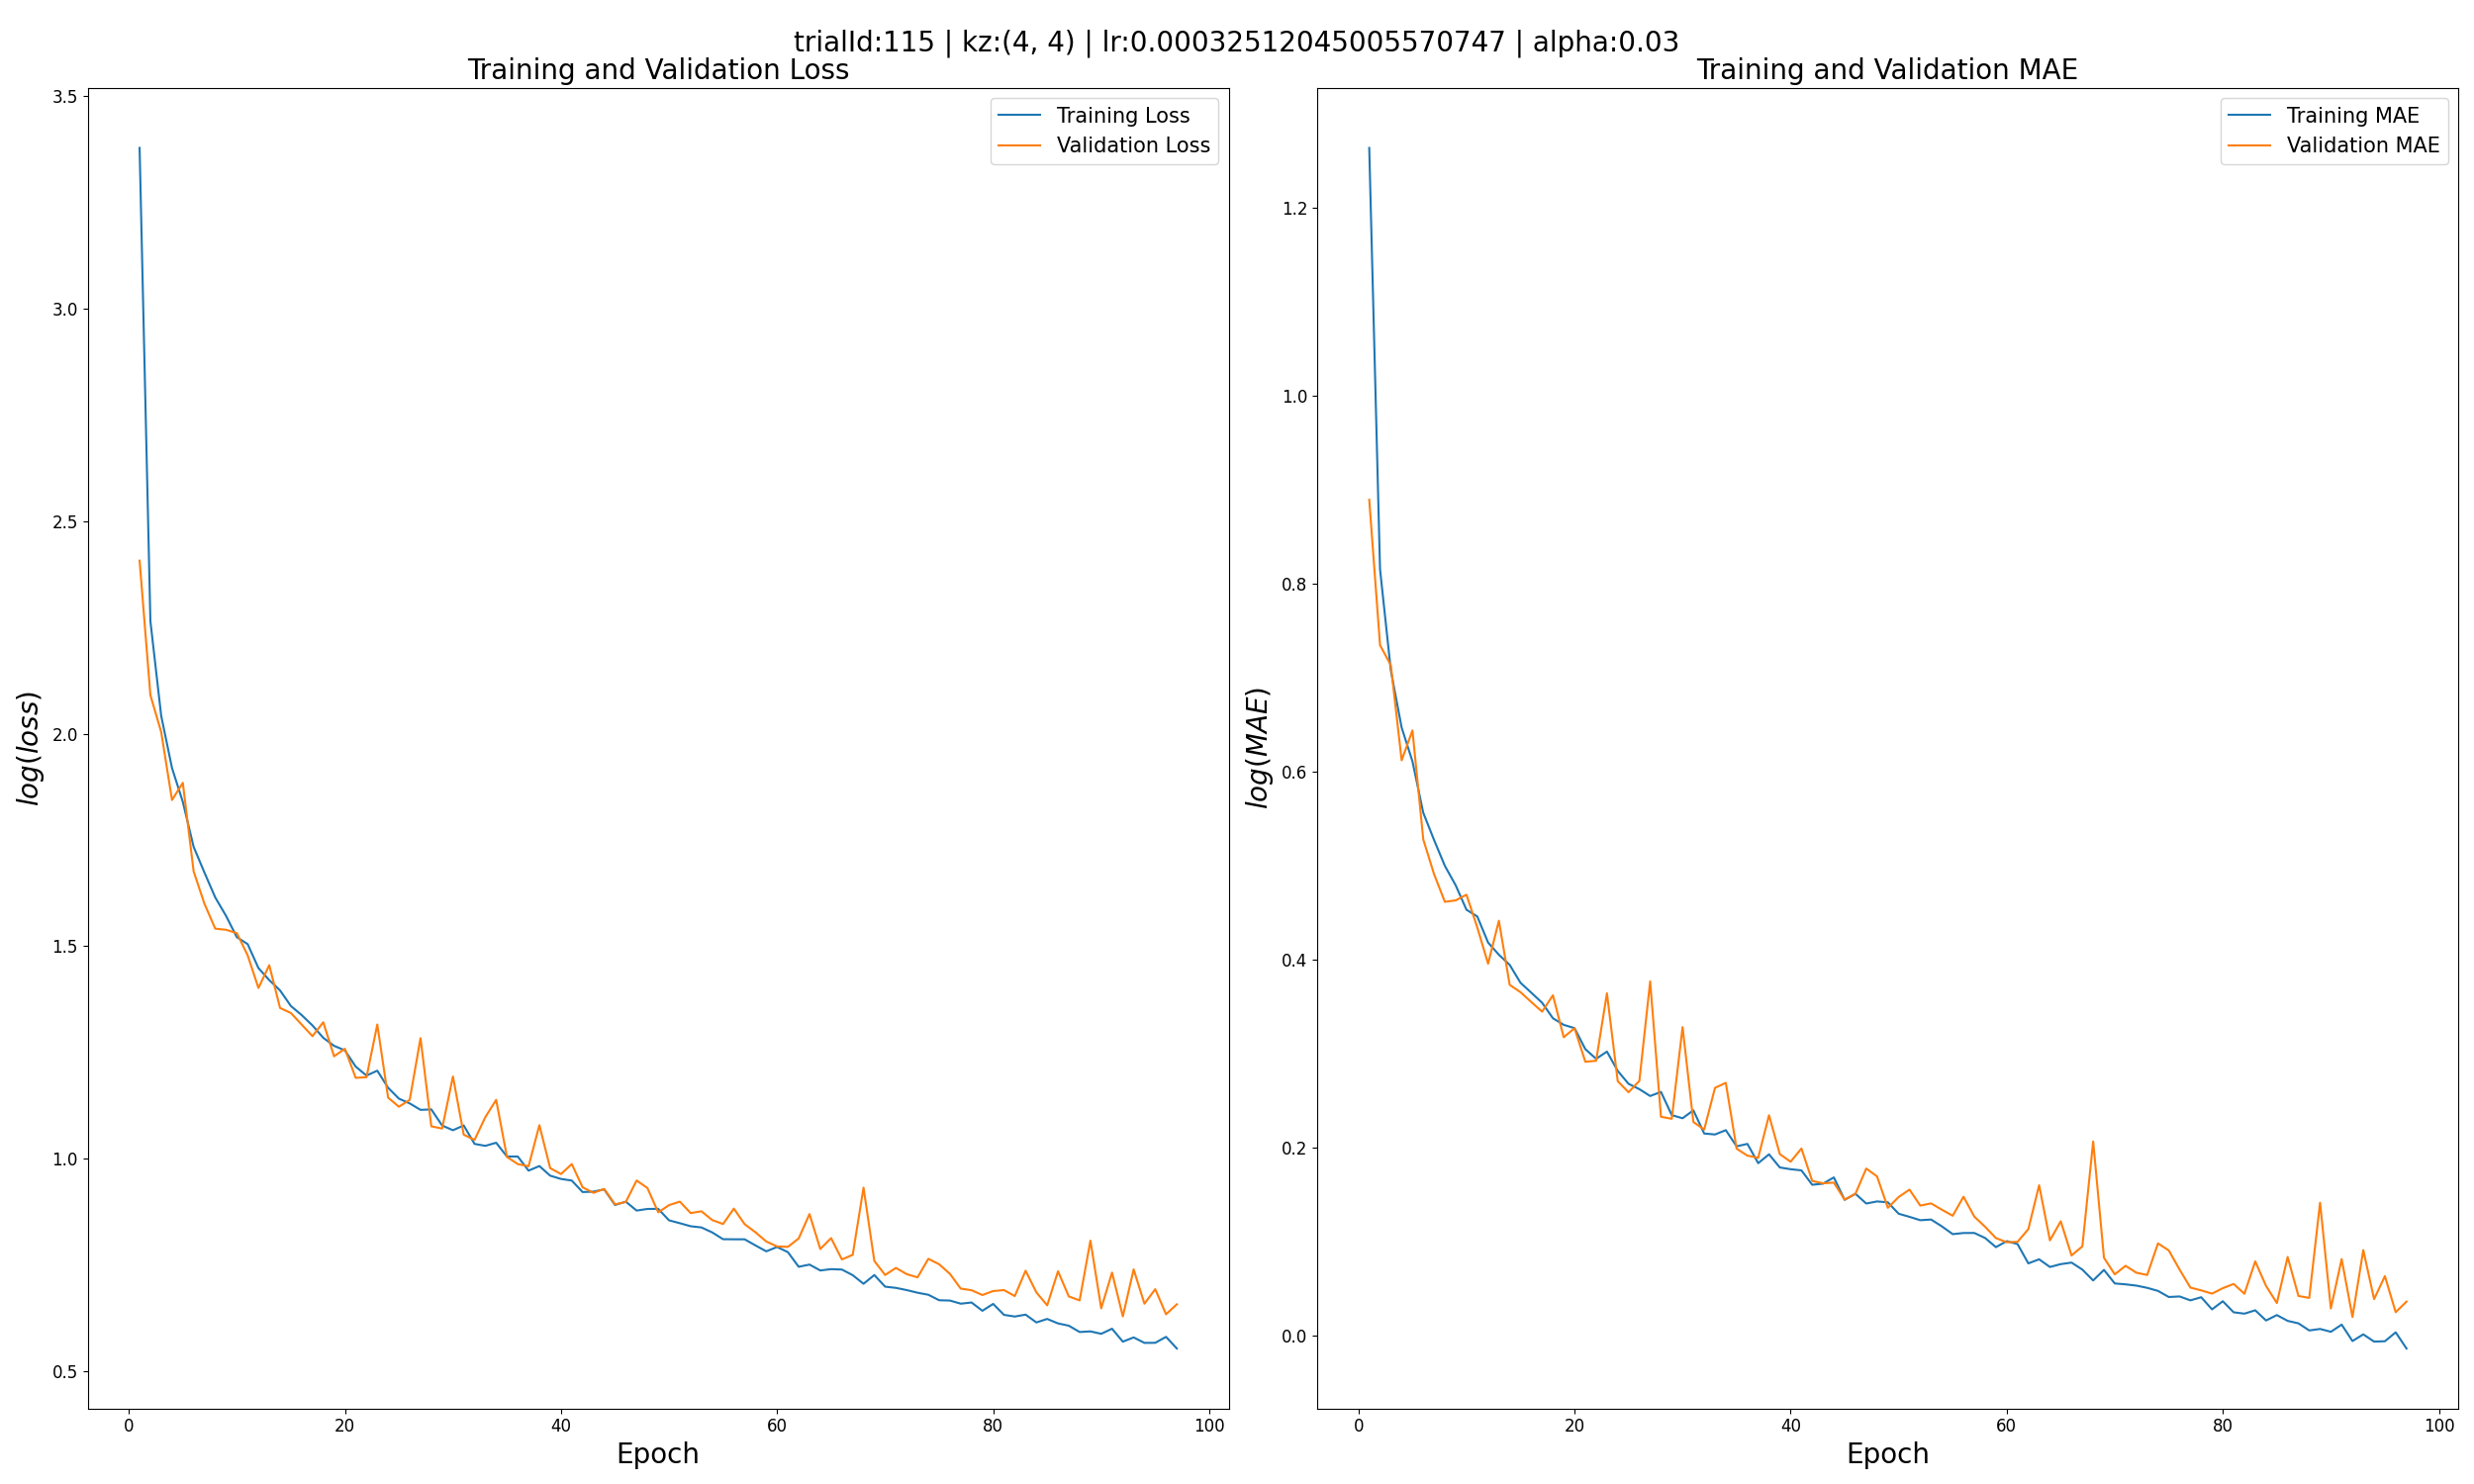 trialId:115 | kz:(4, 4) | lr:0.00032512045005570747 | alpha:0.03
Training and Validation Loss
3.5
3.0
2.5
2.0
1.5
1.0
0.5
log(loss)
Training Loss
Validation Loss
0 20 40 60 80 100
Epoch
Training and Validation MAE
1.2
1.0
0.8
0.6
0.4
0.2
0.0
log(MAE)
Training MAE
Validation MAE
0 20 40 60 80 100
Epoch